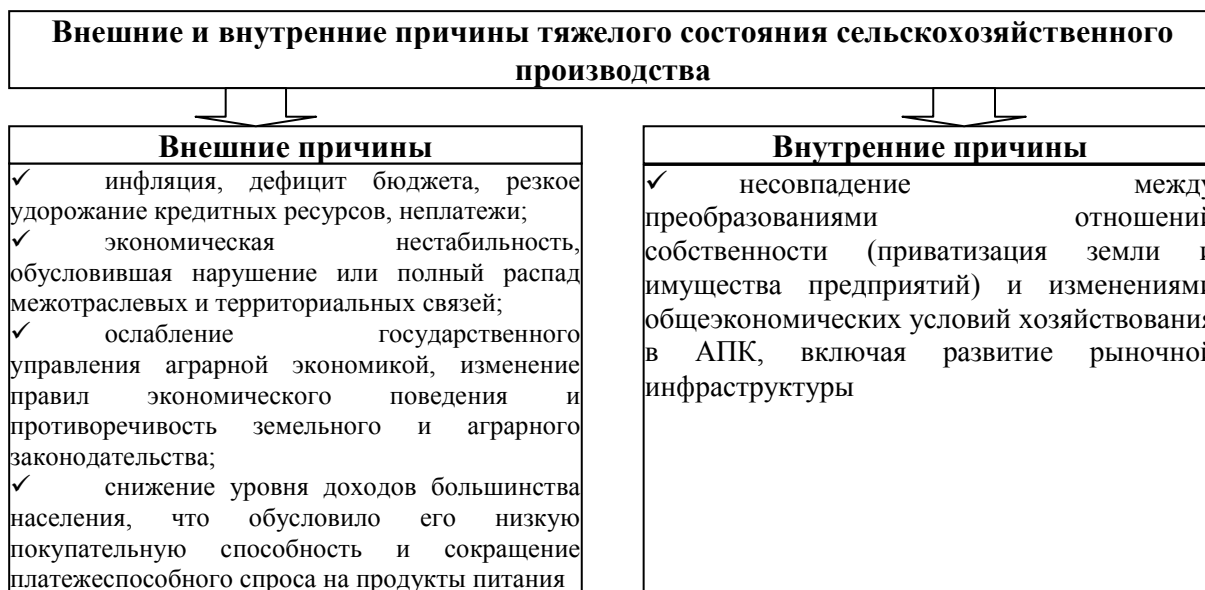 Внешние и внутренние причины тяжелого состояния сельскохозяйственного
производства
Внешние причины
✓ инфляция, дефицит бюджета, резкое
удорожание кредитных ресурсов, неплатежи;
✓ экономическая нестабильность,
обусловившая нарушение или полный распад
межотраслевых и территориальных связей;
✓ ослабление государственного
управления аграрной экономикой, изменение
правил экономического поведения и
противоречивость земельного и аграрного
законодательства;
✓ снижение уровня доходов большинства
населения, что обусловило его низкую
покупательную способность и сокращение
платежеспособного спроса на продукты питания
Внутренние причины
✓ несовпадение между
преобразованиями отношений
собственности (приватизация земли и
имущества предприятий) и изменениями
общеэкономических условий хозяйствования
в АПК, включая развитие рыночной
инфраструктуры